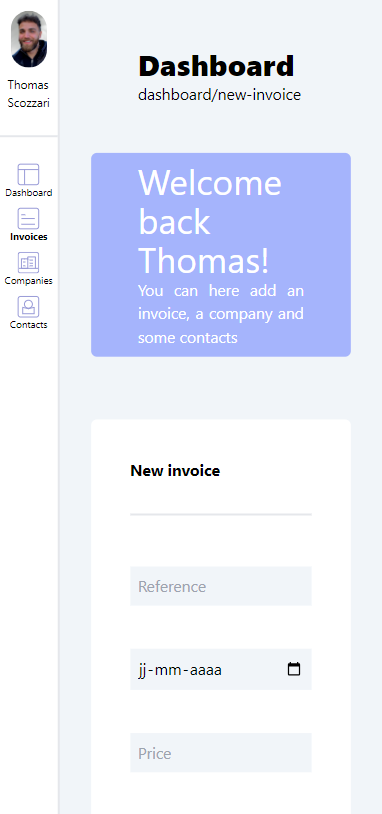 Thomas
Scozzari
Dashboard
Invoices
Companies
Contacts
Dashboard
dashboard/new-invoice
Welcome
back
Thomas!
You can here add an
invoice, a company and
some contacts
New invoice
Reference
jj-mm-aaaa
Price